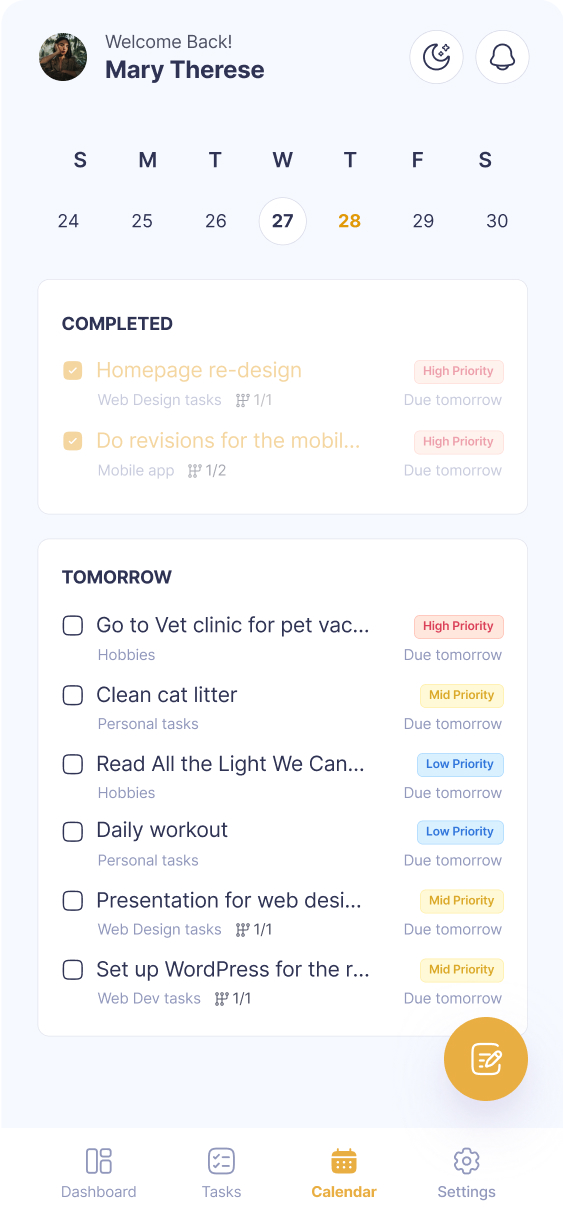 Welcome Back!
Mary Therese
S M T W T F S
24 25 26 27 28 29 30
COMPLETED
Homepage re-design High Priority
Web Design tasks 1/1 Due tomorrow
Do revisions for the mobil... High Priority
Mobile app 1/2 Due tomorrow
TOMORROW
Go to Vet clinic for pet vac... High Priority
Hobbies Due tomorrow
Clean cat litter Mid Priority
Personal tasks Due tomorrow
Read All the Light We Can... Low Priority
Hobbies Due tomorrow
Daily workout Low Priority
Personal tasks Due tomorrow
Presentation for web desi... Mid Priority
Web Design tasks 1/1 Due tomorrow
Set up WordPress for the r... Mid Priority
Web Dev tasks 1/1 Due tomorrow
Dashboard Tasks Calendar Settings